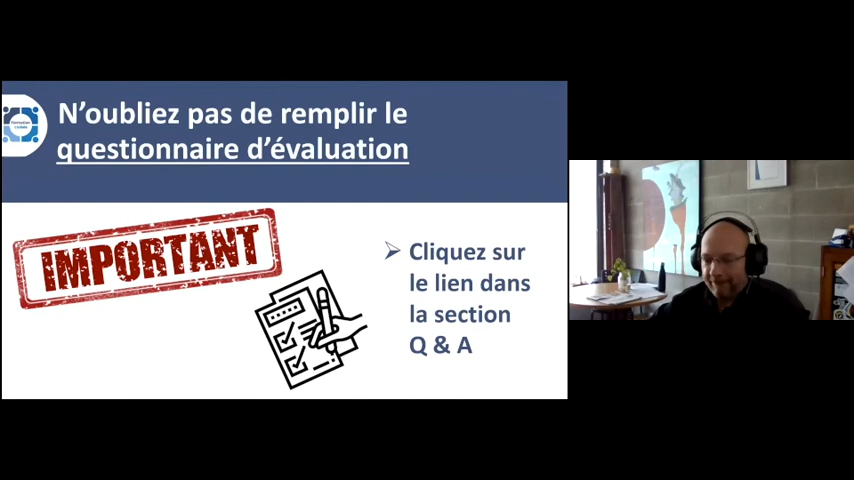 N'oubliez pas de remplir le
questionnaire d'évaluation
IMPORTANT
➢ Cliquez sur
le lien dans
la section
Q & A